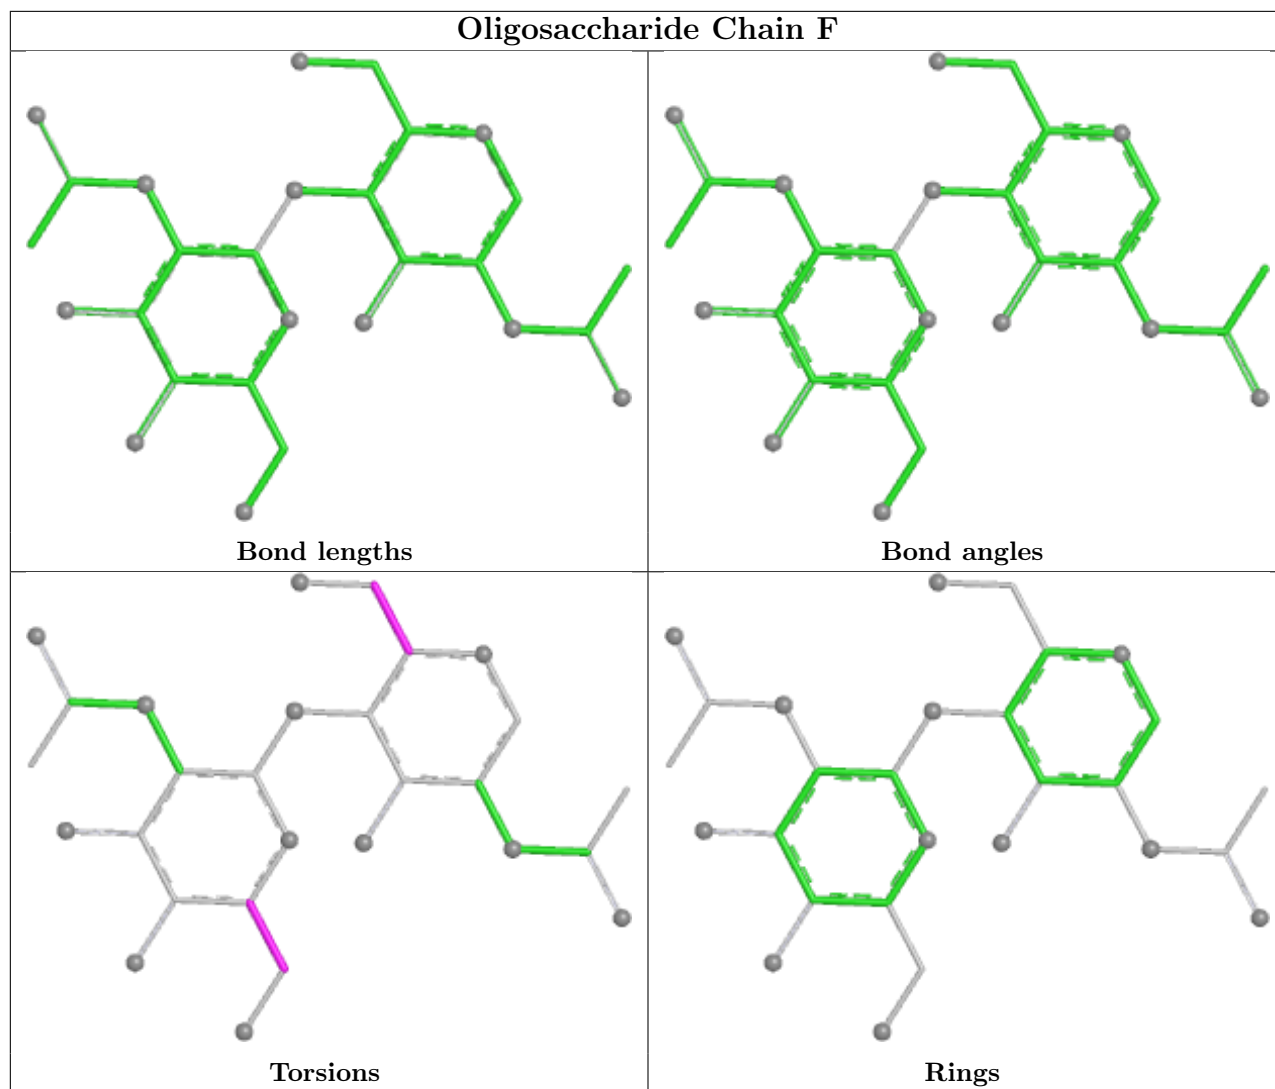 Oligosaccharide Chain F
Bond lengths
Bond angles
Torsions
Rings